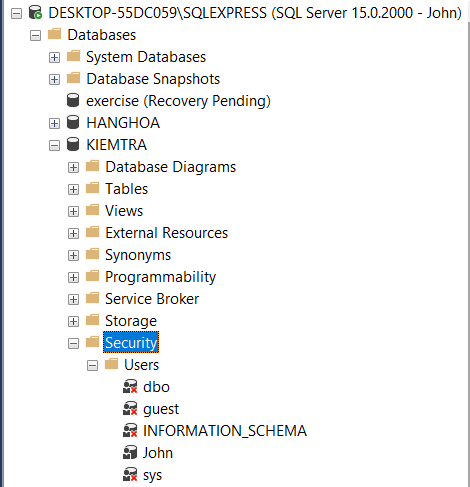 DESKTOP-55DC059\SQLEXPRESS (SQL Server 15.0.2000 - John)
Databases
System Databases
Database Snapshots
exercise (Recovery Pending)
HANGHOA
KIEMTRA
Database Diagrams
Tables
Views
External Resources
Synonyms
Programmability
Service Broker
Storage
Security
Users
dbo
guest
INFORMATION_SCHEMA
John
sys